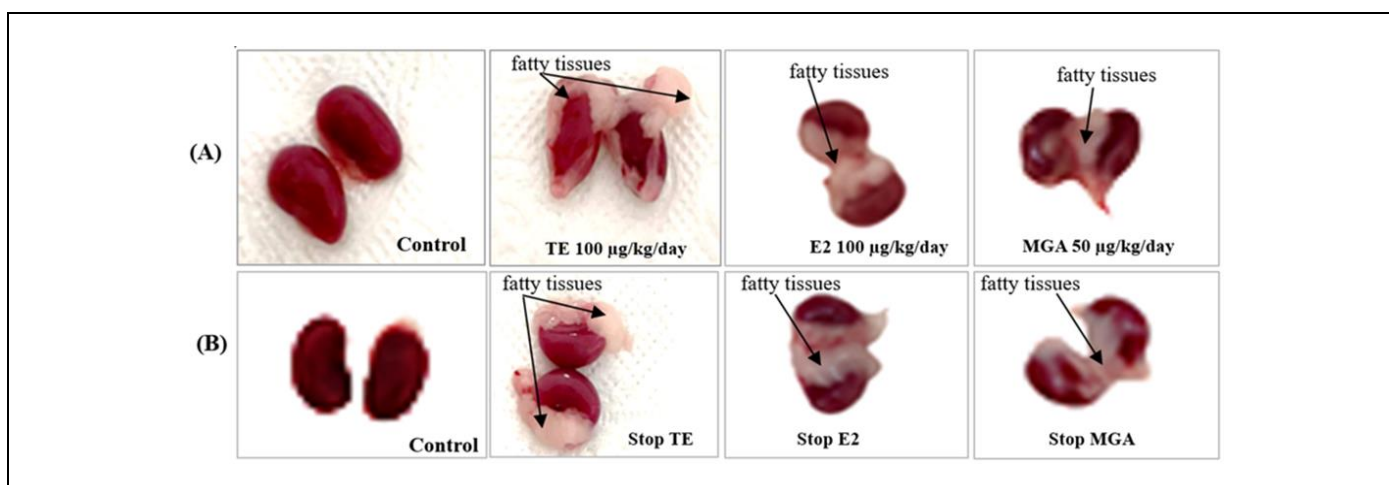 (A)
Control
fatty tissues
TE 100 µg/kg/day
fatty tissues
E2 100 µg/kg/day
fatty tissues
MGA 50 µg/kg/day
(B)
Control
fatty tissues
Stop TE
fatty tissues
Stop E2
fatty tissues
Stop MGA